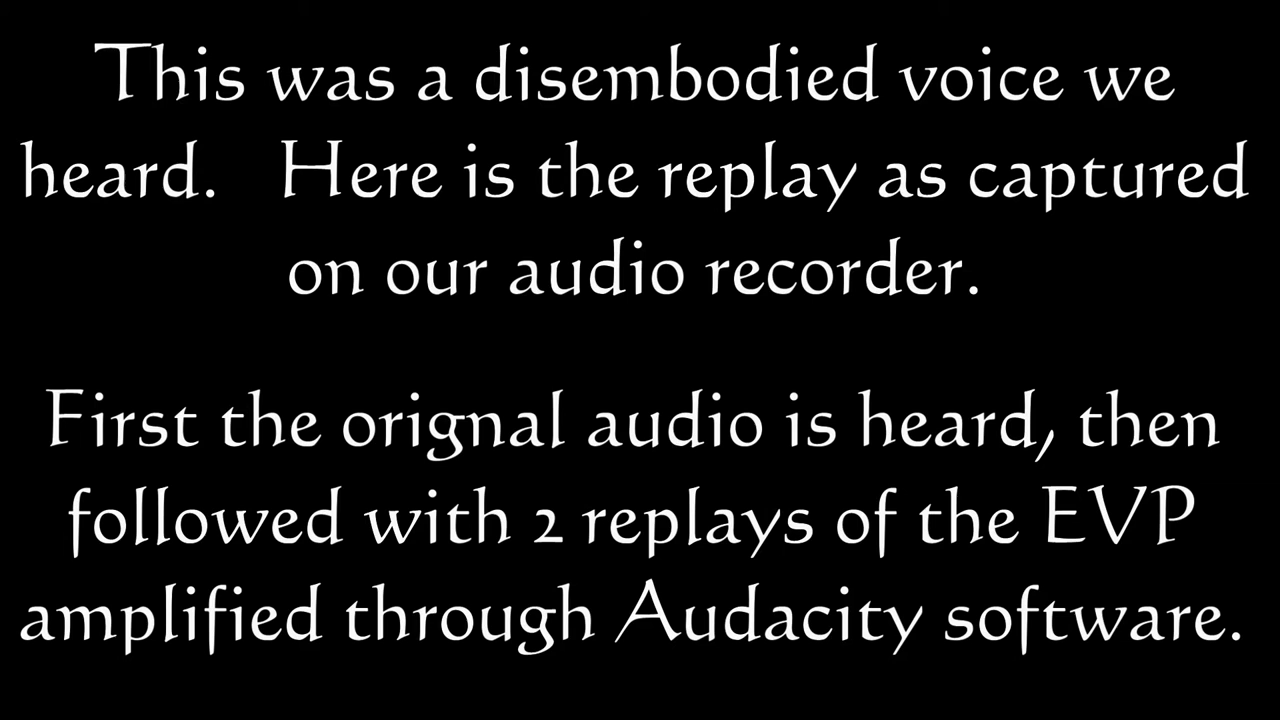 This was a disembodied voice we
heard. Here is the replay as captured
on our audio recorder.
First the orignal audio is heard, then
followed with 2 replays of the EVP
amplified through Audacity software.